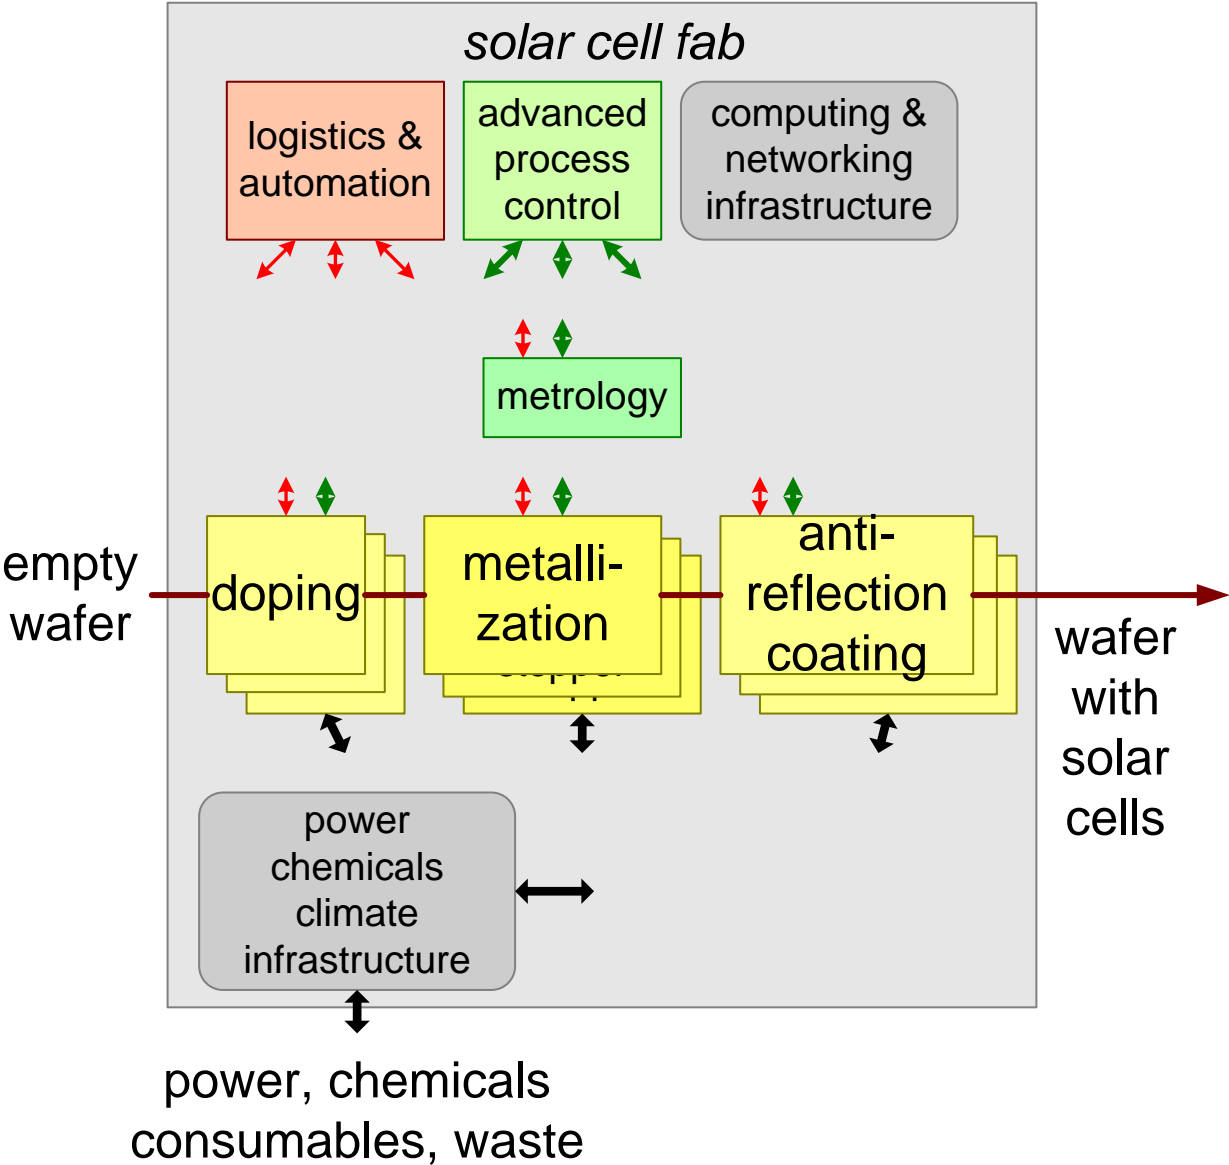 solar cell fab
logistics &
automation
advanced
process
control
computing &
networking
infrastructure
metrology
empty
wafer
doping
metalli-
zation
anti-
reflection
coating
wafer
with
solar
cells
power
chemicals
climate
infrastructure
power, chemicals
consumables, waste